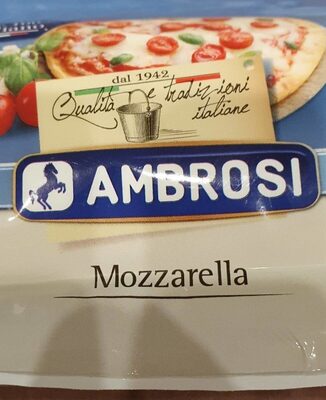 dal 1942
Qualità e tradizioni
italiane
AMBROSI
Mozzarella